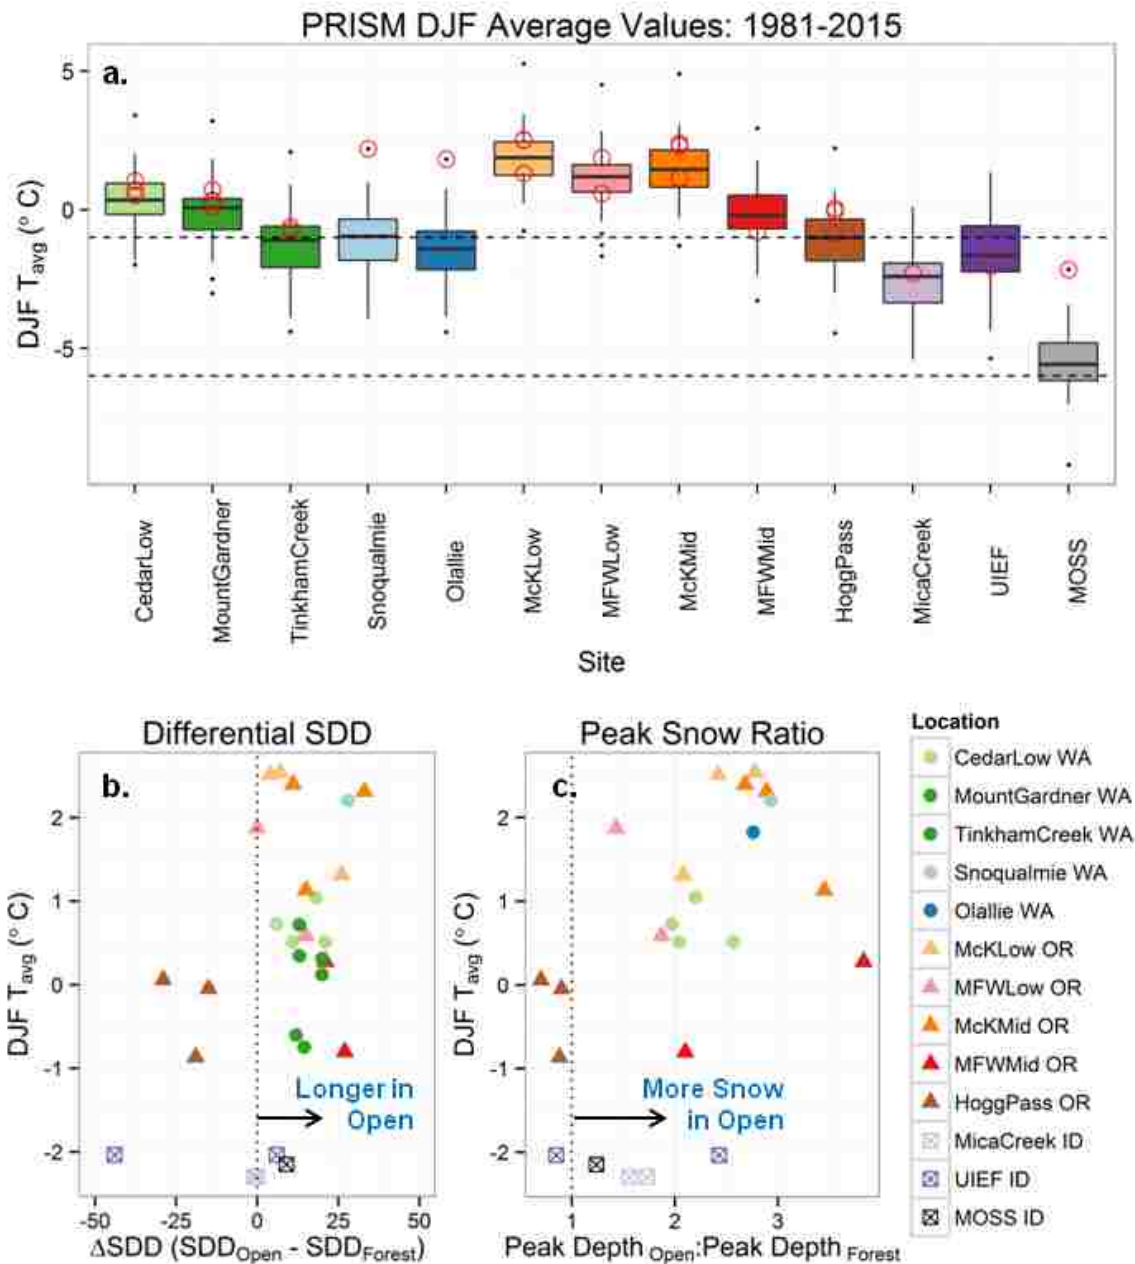 PRISM DJF Average Values: 1981-2015
a.
5
0
-5
DJF Tavg (° C)
CedarLow
MountGardner
TinkhamCreek
Snoqualmie
Olallie
McKLow
MFWLow
McKMid
MFWMid
HoggPass
MicaCreek
UIEF
MOSS
Site
Differential SDD
b.
2
1
0
-1
-2
DJF Tavg (° C)
Longer in
Open
-50 -25 0 25 50
ΔSDD (SDDOpen - SDDForest)
Peak Snow Ratio
c.
2
1
0
-1
-2
DJF Tavg (° C)
More Snow
in Open
1 2 3
Peak Depth Open:Peak Depth Forest
Location
CedarLow WA
MountGardner WA
TinkhamCreek WA
Snoqualmie WA
Olallie WA
McKLow OR
MFWLow OR
McKMid OR
MFWMid OR
HoggPass OR
MicaCreek ID
UIEF ID
MOSS ID